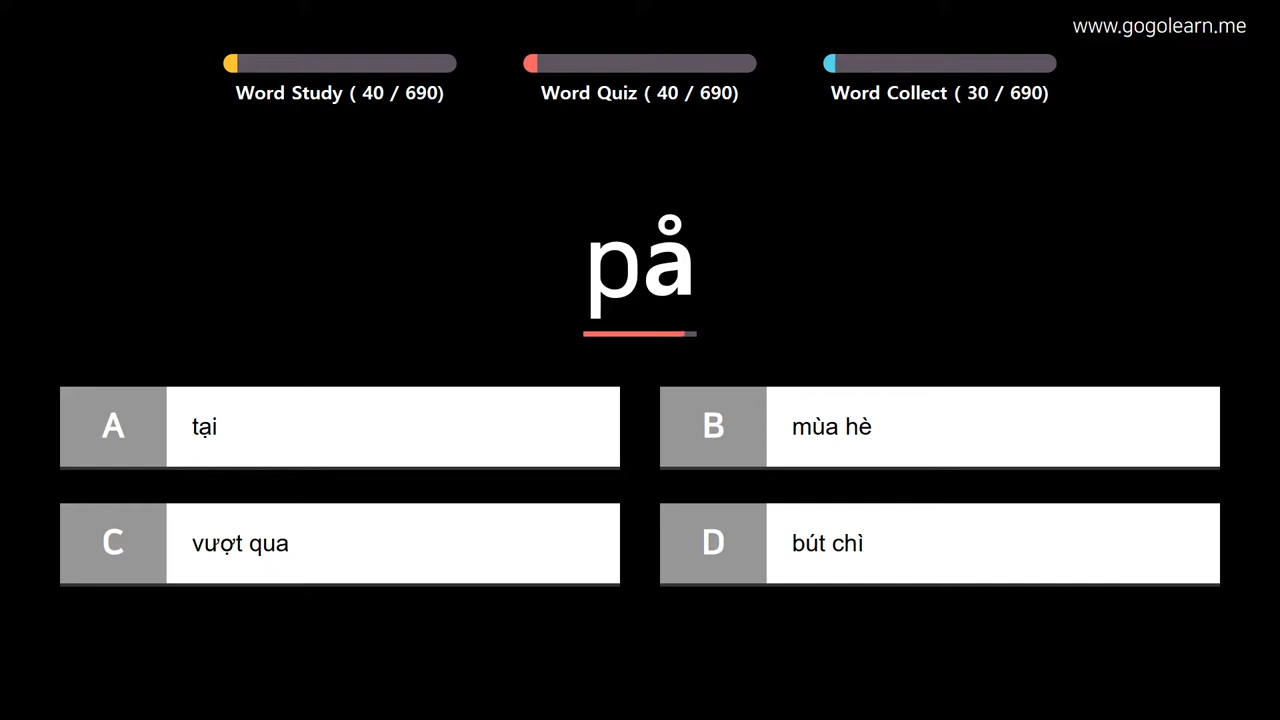 www.gogolearn.me
Word Study ( 40 / 690)
Word Quiz ( 40 / 690)
Word Collect ( 30 / 690)
på
A tại
B mùa hè
C vượt qua
D bút chì